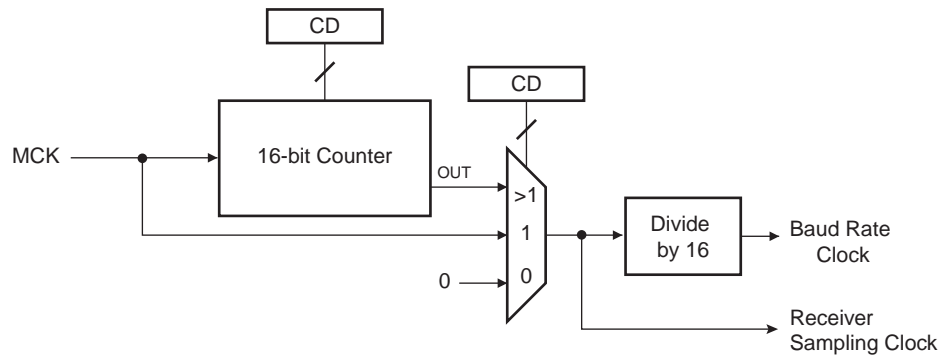 CD
CD
MCK
16-bit Counter
OUT
>1
1
0
0
Divide
by 16
Baud Rate
Clock
Receiver
Sampling Clock